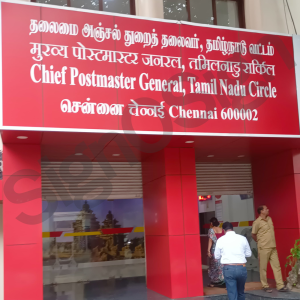 தலைமை அஞ்சல் துறைத் தலைவர், தமிழ்நாடு வட்டம்
मुख्य पोस्टमास्टर जनरल, तमिलनाडु सर्किल
Chief Postmaster General, Tamil Nadu Circle
சென்னை चेन्नई Chennai 600002